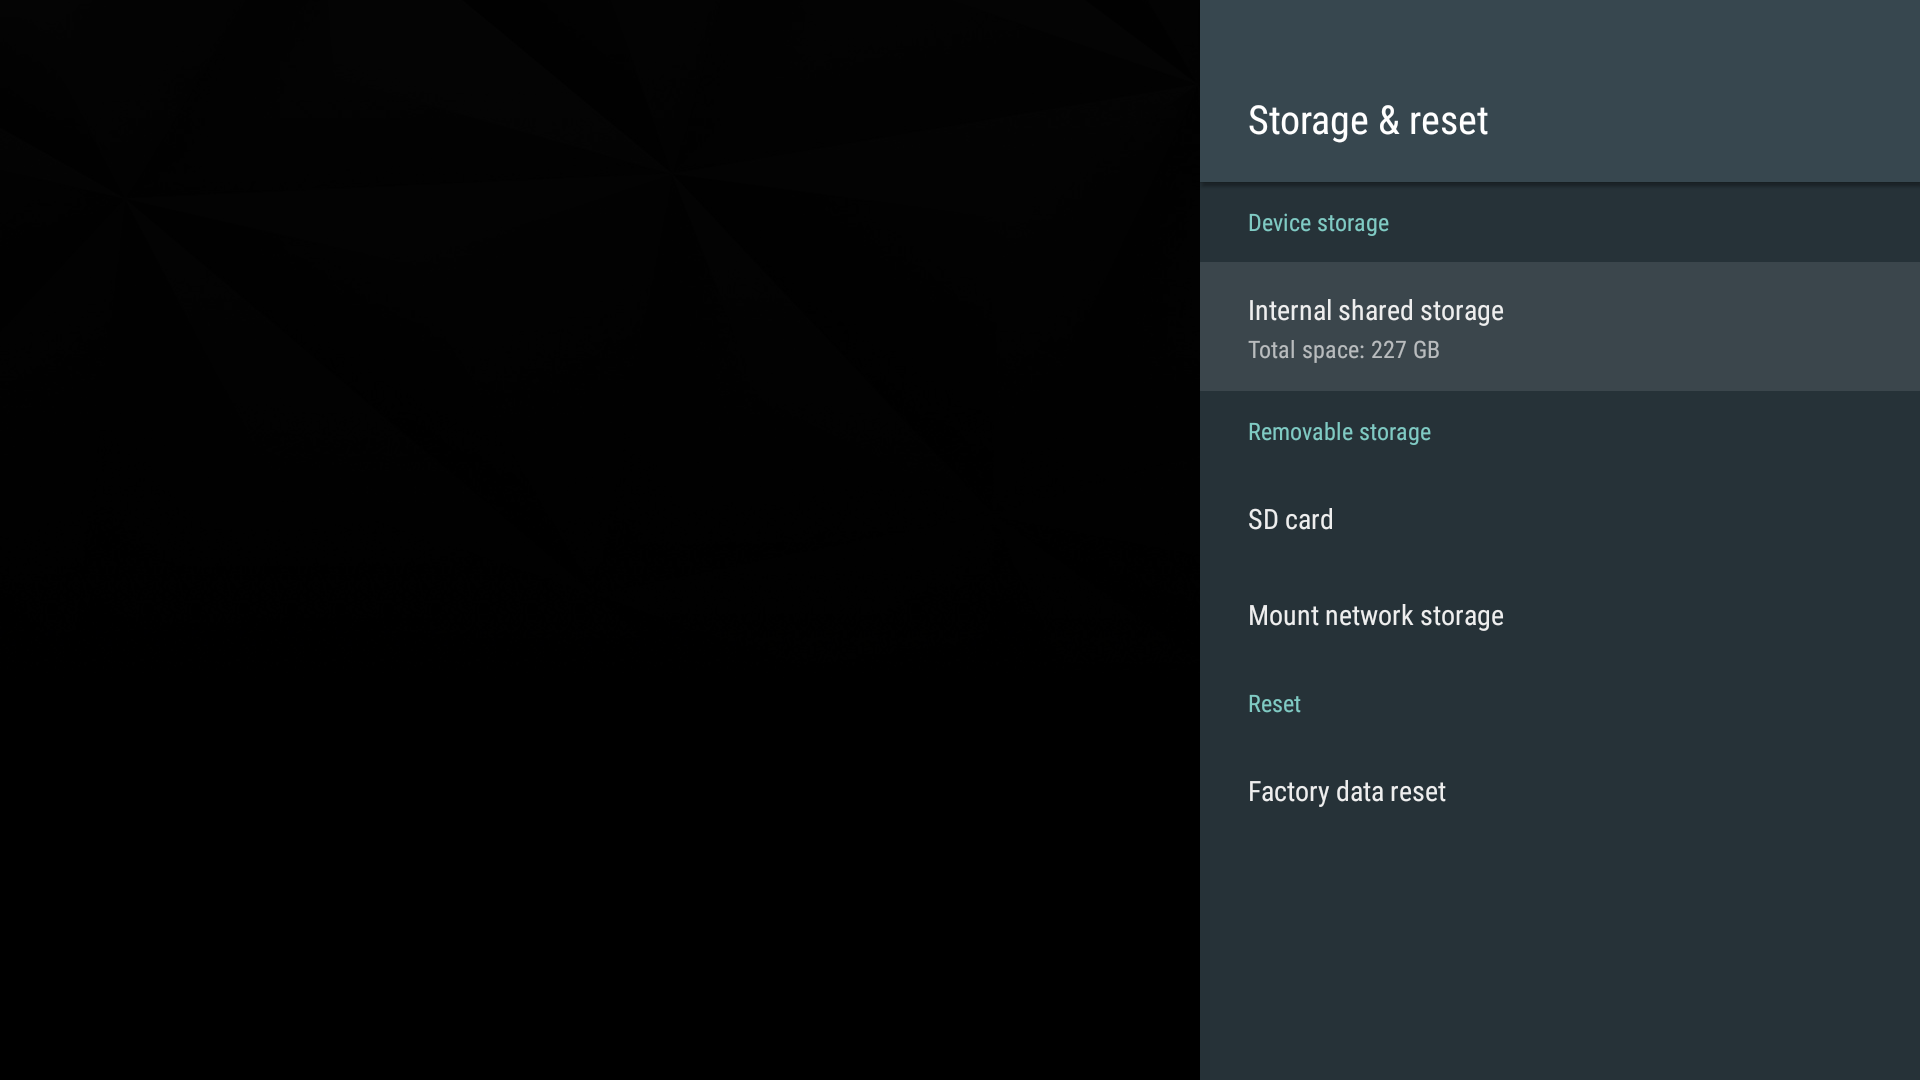 Storage & reset
Device storage
Internal shared storage
Total space: 227 GB
Removable storage
SD card
Mount network storage
Reset
Factory data reset